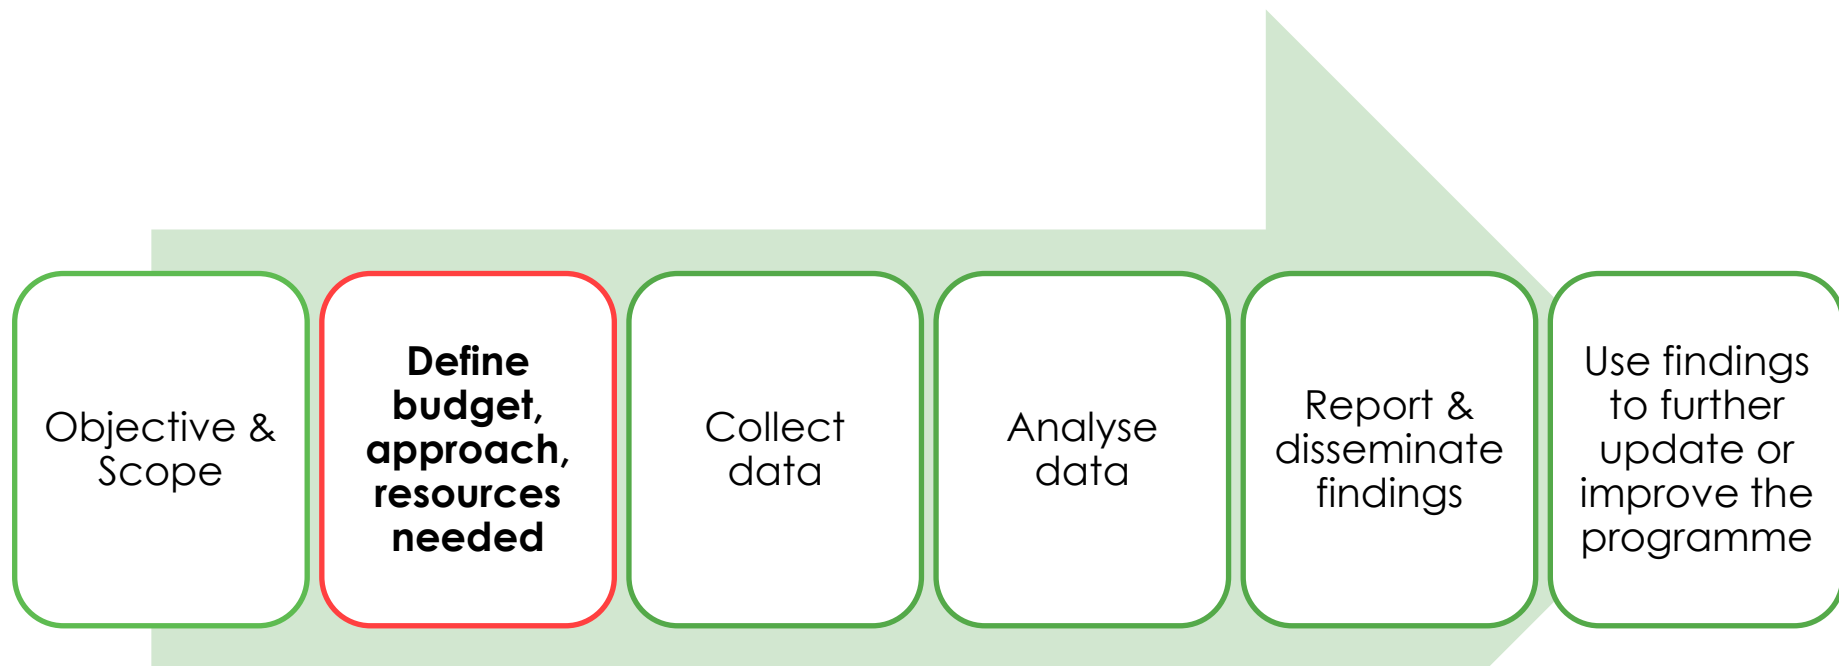 Objective &
Scope
Define
budget,
approach,
resources
needed
Collect
data
Analyse
data
Report &
disseminate
findings
Use findings
to further
update or
improve the
programme